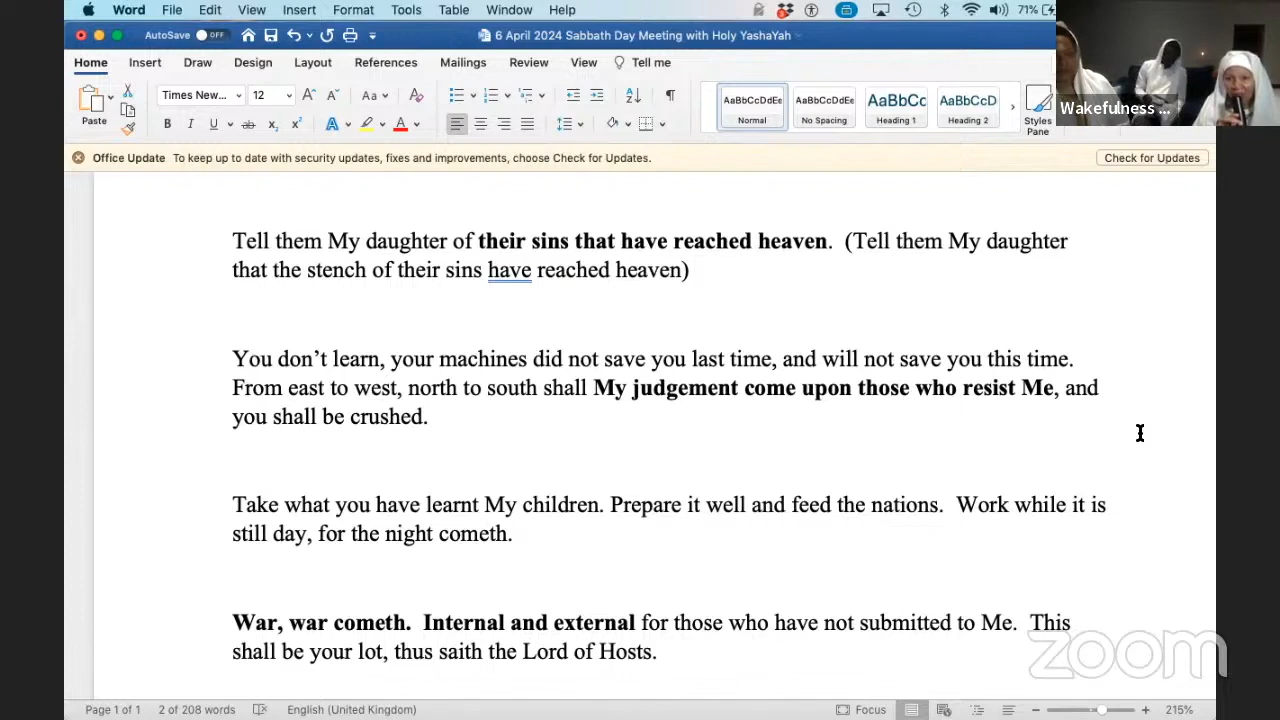 Word File Edit View Insert Format Tools Table Window Help 71%
AutoSave OFF 6 April 2024 Sabbath Day Meeting with Holy YashaYah
Home Insert Draw Design Layout References Mailings Review View Tell me
Wakefulness ...
Paste Times New... 12 AaBbCcDdEe AaBbCcDdEe AaBbCc AaBbCcD
Normal No Spacing Heading 1 Heading 2 Styles Pane
Office Update To keep up to date with security updates, fixes and improvements, choose Check for Updates. Check for Updates
Tell them My daughter of their sins that have reached heaven. (Tell them My daughter
that the stench of their sins have reached heaven)
You don’t learn, your machines did not save you last time, and will not save you this time.
From east to west, north to south shall My judgement come upon those who resist Me, and
you shall be crushed.
Take what you have learnt My children. Prepare it well and feed the nations. Work while it is
still day, for the night cometh.
War, war cometh. Internal and external for those who have not submitted to Me. This
shall be your lot, thus saith the Lord of Hosts.
zoom
Page 1 of 1 2 of 208 words English (United Kingdom) Focus 215%